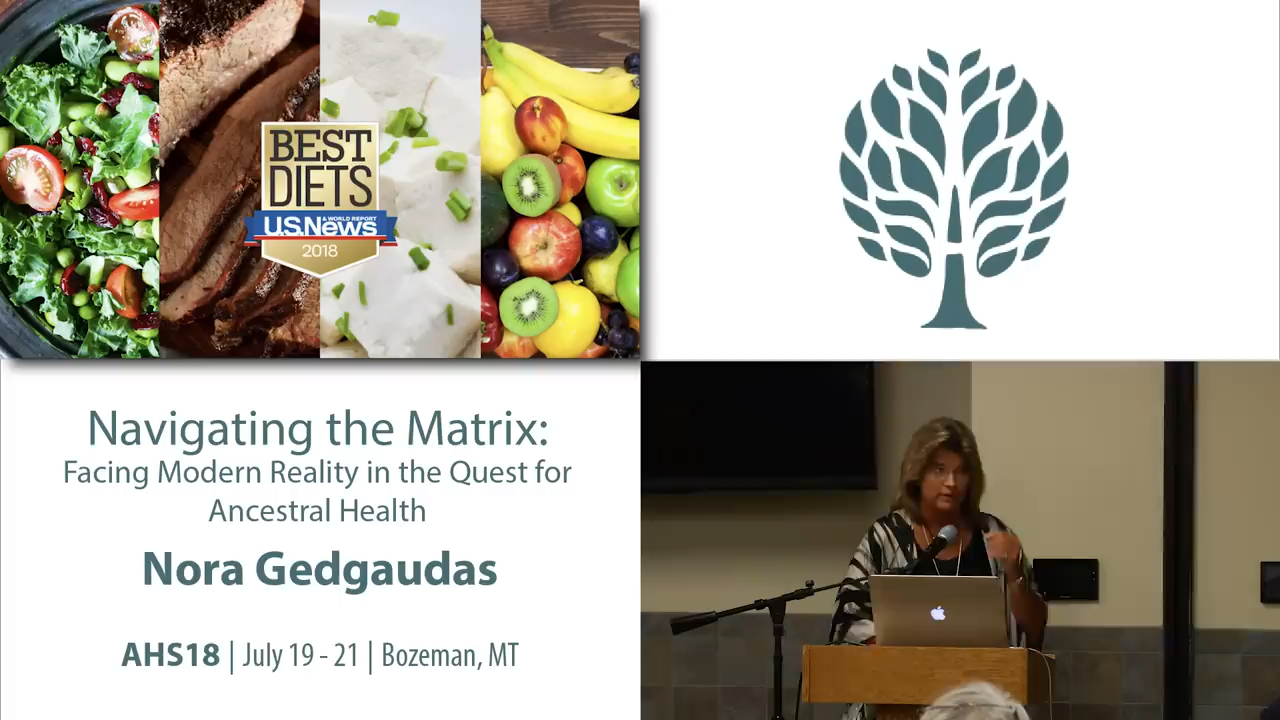 BEST
DIETS
U.S.News & WORLD REPORT
2018
Navigating the Matrix:
Facing Modern Reality in the Quest for
Ancestral Health
Nora Gedgaudas
AHS18 | July 19 - 21 | Bozeman, MT